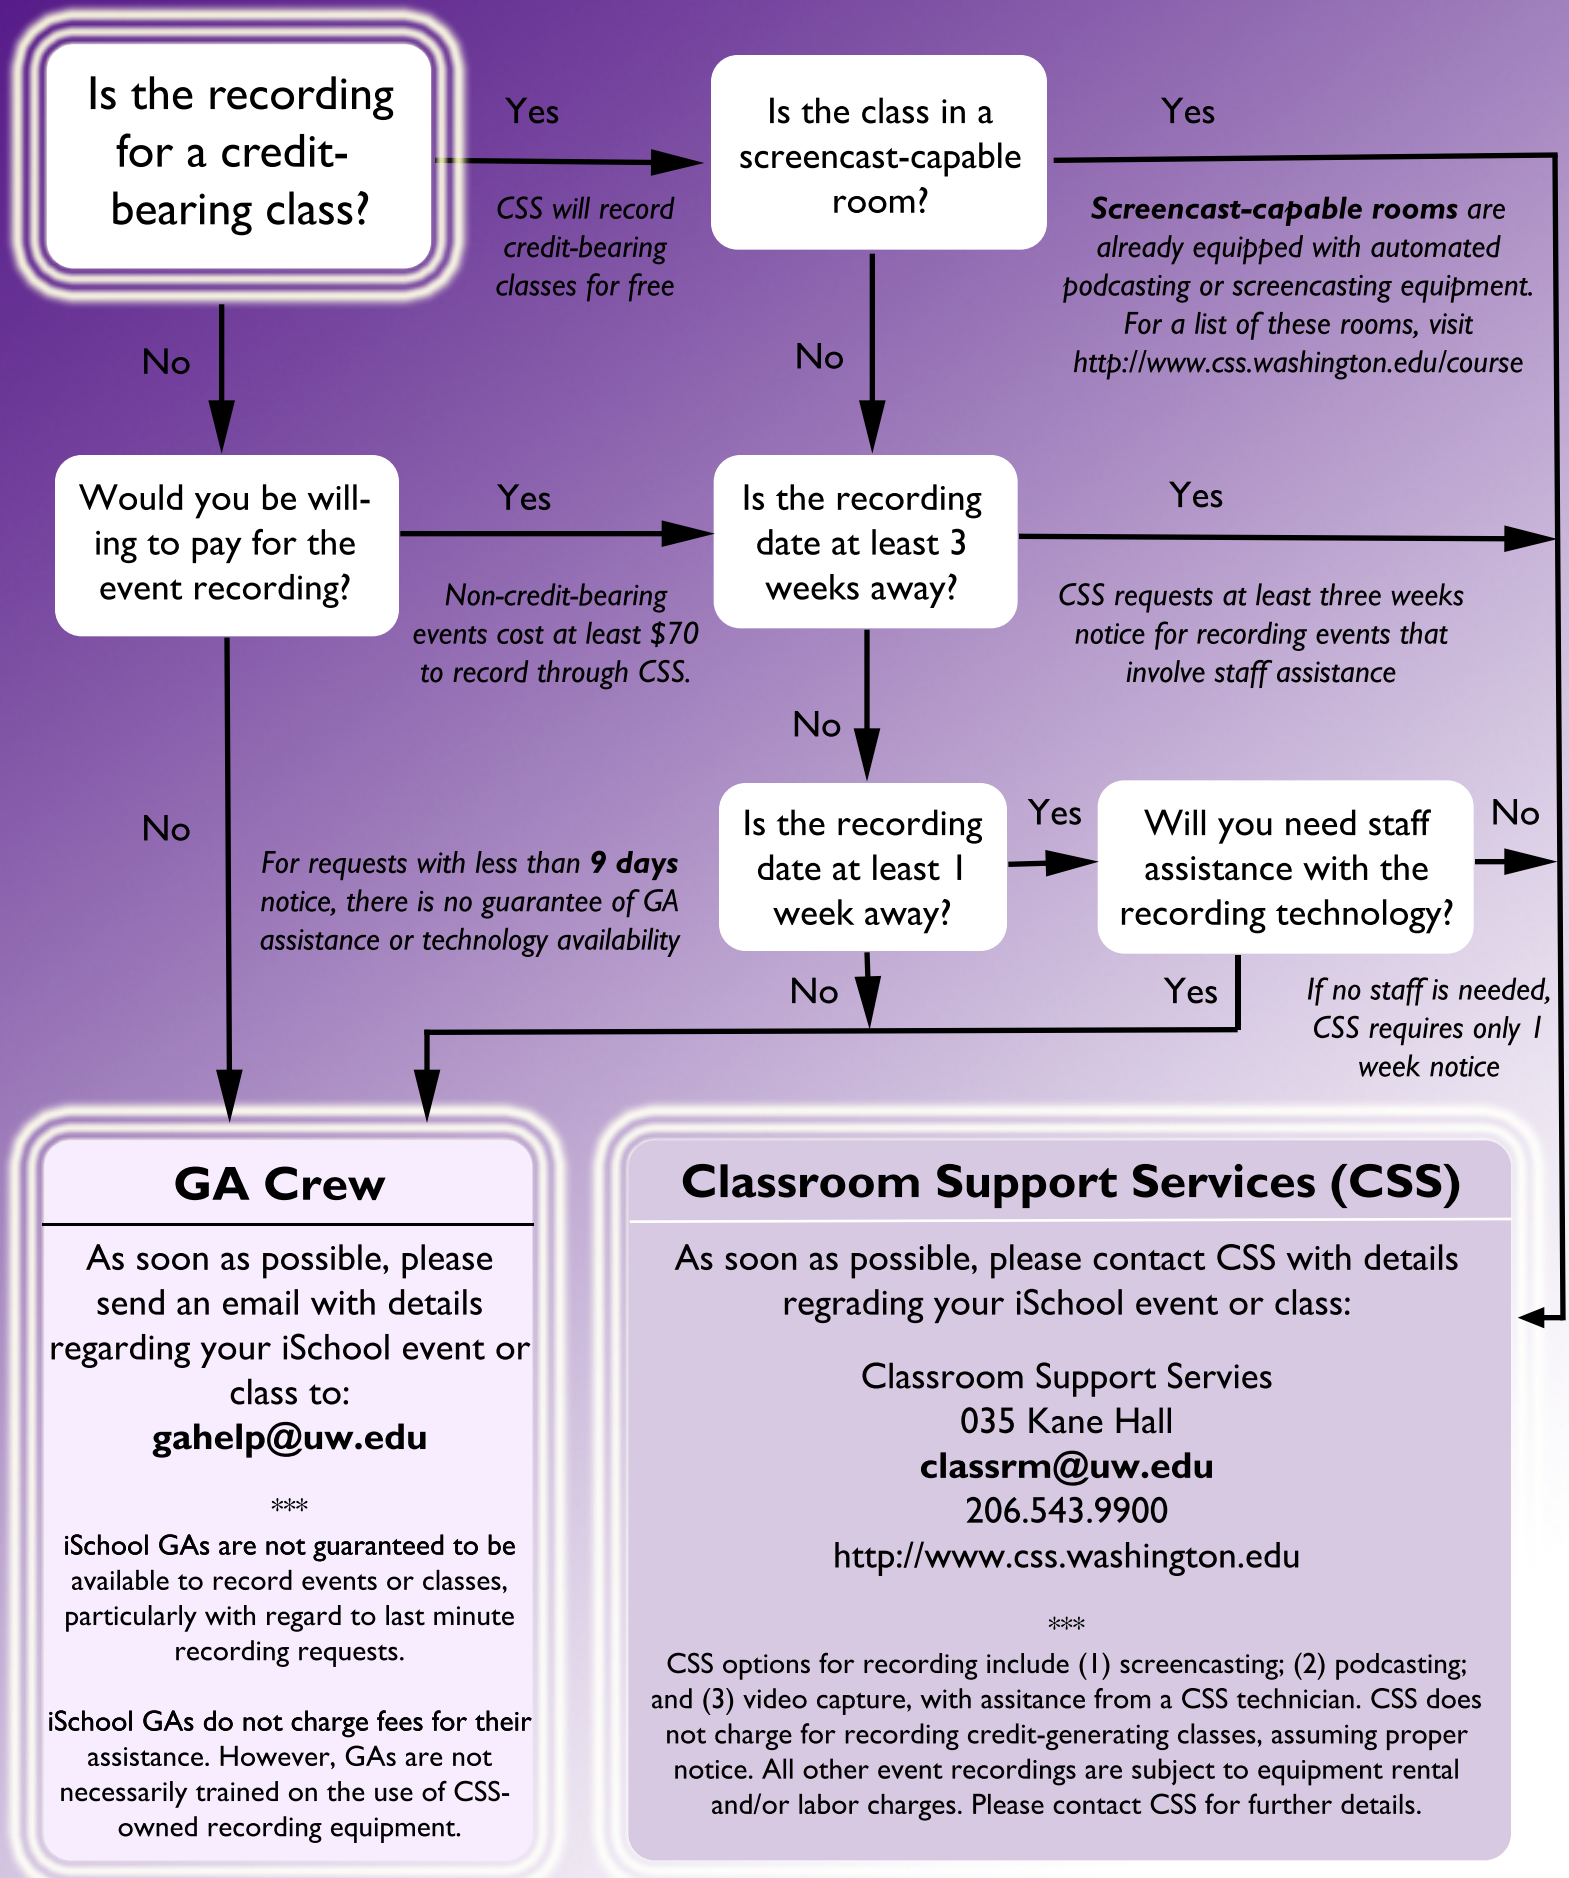 Is the recording
for a credit-
bearing class?
Yes
CSS will record
credit-bearing
classes for free
Is the class in a
screencast-capable
room?
Yes
Screencast-capable rooms are
already equipped with automated
podcasting or screencasting equipment.
For a list of these rooms, visit
http://www.css.washington.edu/course
No
No
Would you be will-
ing to pay for the
event recording?
Yes
Non-credit-bearing
events cost at least $70
to record through CSS.
Is the recording
date at least 3
weeks away?
Yes
CSS requests at least three weeks
notice for recording events that
involve staff assistance
No
No
For requests with less than 9 days
notice, there is no guarantee of GA
assistance or technology availability
Is the recording
date at least 1
week away?
Yes
Will you need staff
assistance with the
recording technology?
No
No
Yes
If no staff is needed,
CSS requires only 1
week notice
GA Crew
As soon as possible, please
send an email with details
regarding your iSchool event or
class to:
gahelp@uw.edu
***
iSchool GAs are not guaranteed to be
available to record events or classes,
particularly with regard to last minute
recording requests.
iSchool GAs do not charge fees for their
assistance. However, GAs are not
necessarily trained on the use of CSS-
owned recording equipment.
Classroom Support Services (CSS)
As soon as possible, please contact CSS with details
regrading your iSchool event or class:
Classroom Support Servies
035 Kane Hall
classrm@uw.edu
206.543.9900
http://www.css.washington.edu
***
CSS options for recording include (1) screencasting; (2) podcasting;
and (3) video capture, with assitance from a CSS technician. CSS does
not charge for recording credit-generating classes, assuming proper
notice. All other event recordings are subject to equipment rental
and/or labor charges. Please contact CSS for further details.